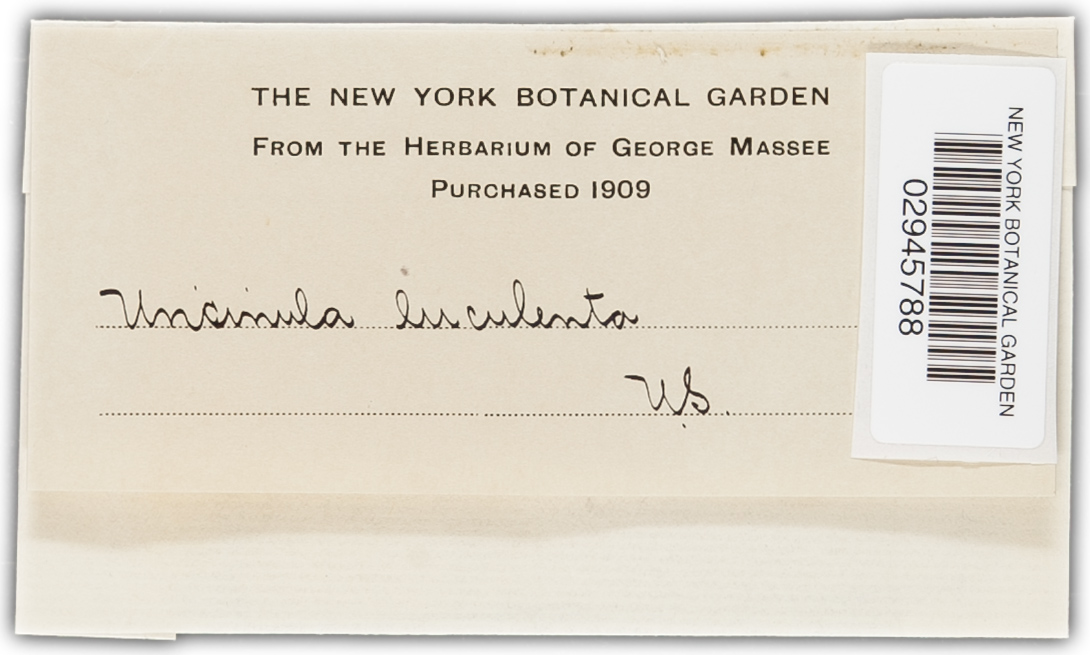 THE NEW YORK BOTANICAL GARDEN
FROM THE HERBARIUM OF GEORGE MASSEE
PURCHASED 1909
Uncinula luculenta
U.S.
NEW YORK BOTANICAL GARDEN
02945788